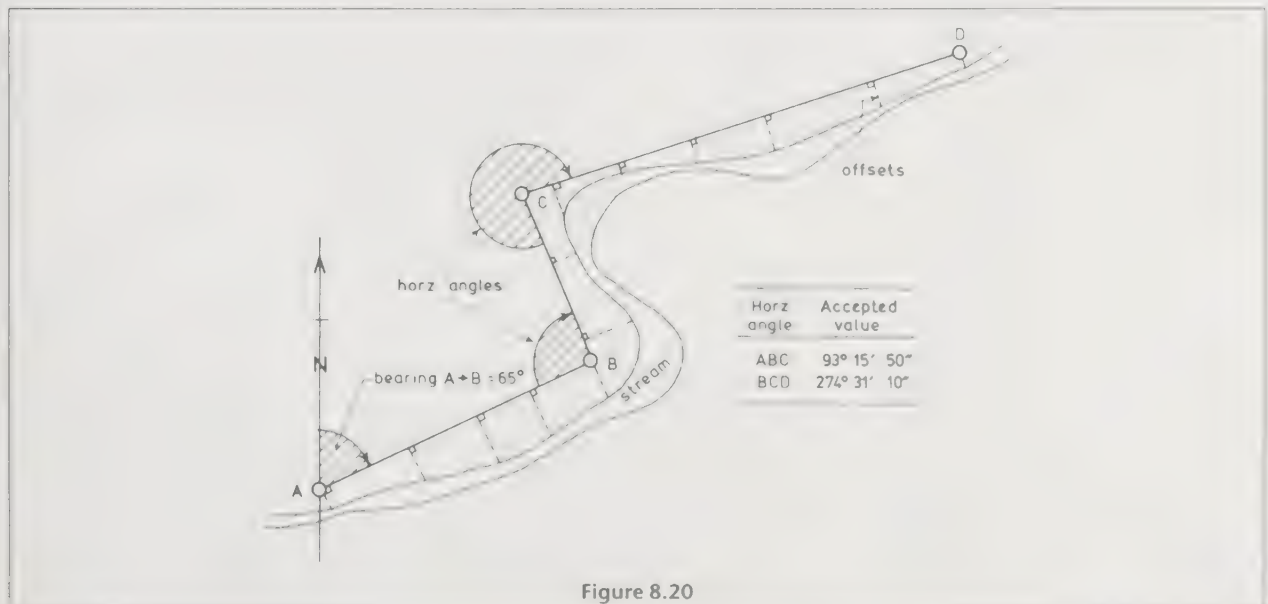 D
offsets
C
horz angles
N
bearing A→B = 65°
B
stream
A
Horz Accepted
angle value
ABC 93° 15′ 50″
BCD 274° 31′ 10″
Figure 8.20